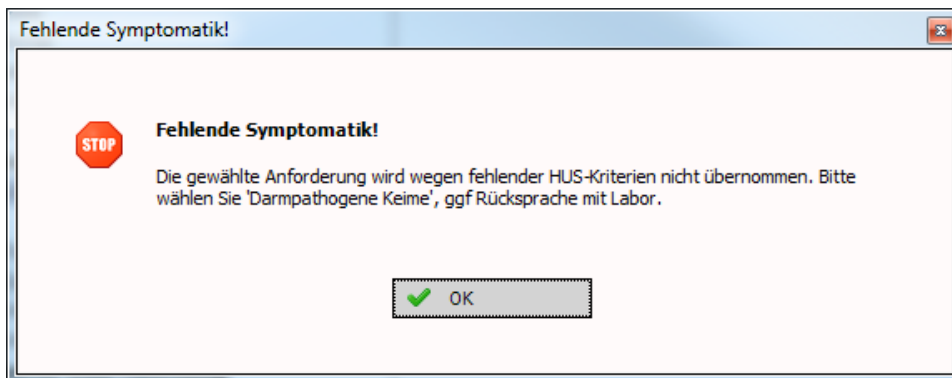 Fehlende Symptomatik!
STOP
Fehlende Symptomatik!
Die gewählte Anforderung wird wegen fehlender HUS-Kriterien nicht übernommen. Bitte
wählen Sie 'Darmpathogene Keime', ggf Rücksprache mit Labor.
OK